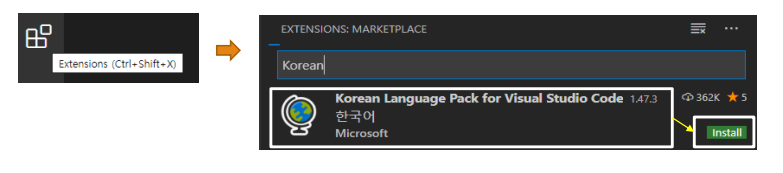 Extensions (Ctrl+Shift+X)
EXTENSIONS: MARKETPLACE
Korean
Korean Language Pack for Visual Studio Code 1.47.3 362K ★ 5
한국어
Microsoft Install